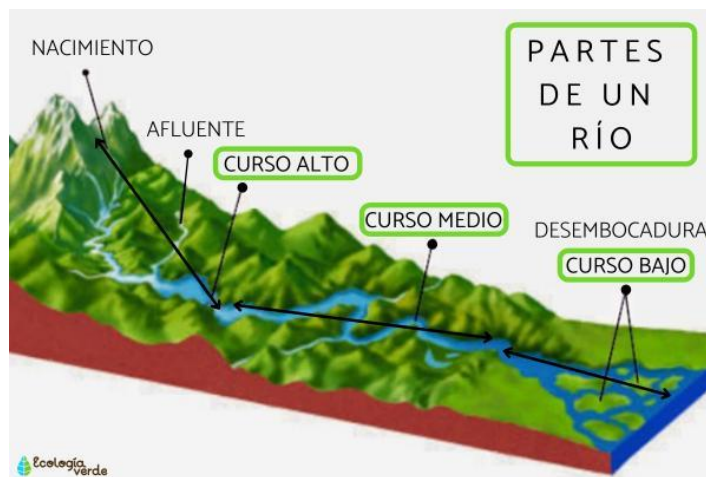 PARTES
DE UN
RÍO
NACIMIENTO
AFLUENTE
CURSO ALTO
CURSO MEDIO
DESEMBOCADURA
CURSO BAJO
Ecología
verde